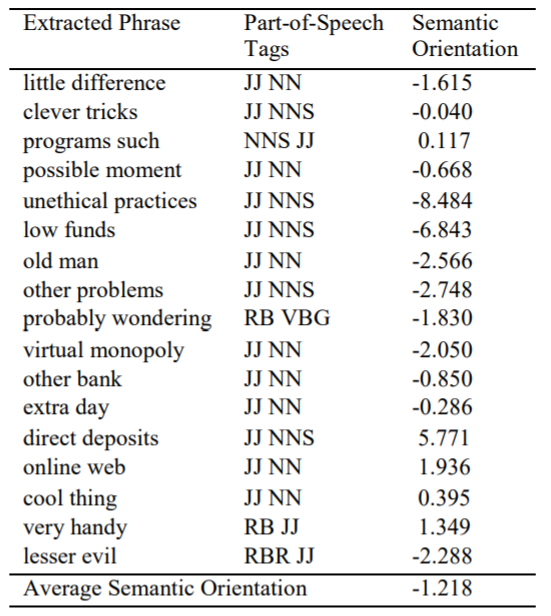 Extracted Phrase Part-of-Speech Tags Semantic Orientation
little difference JJ NN -1.615
clever tricks JJ NNS -0.040
programs such NNS JJ 0.117
possible moment JJ NN -0.668
unethical practices JJ NNS -8.484
low funds JJ NNS -6.843
old man JJ NN -2.566
other problems JJ NNS -2.748
probably wondering RB VBG -1.830
virtual monopoly JJ NN -2.050
other bank JJ NN -0.850
extra day JJ NN -0.286
direct deposits JJ NNS 5.771
online web JJ NN 1.936
cool thing JJ NN 0.395
very handy RB JJ 1.349
lesser evil RBR JJ -2.288
Average Semantic Orientation -1.218